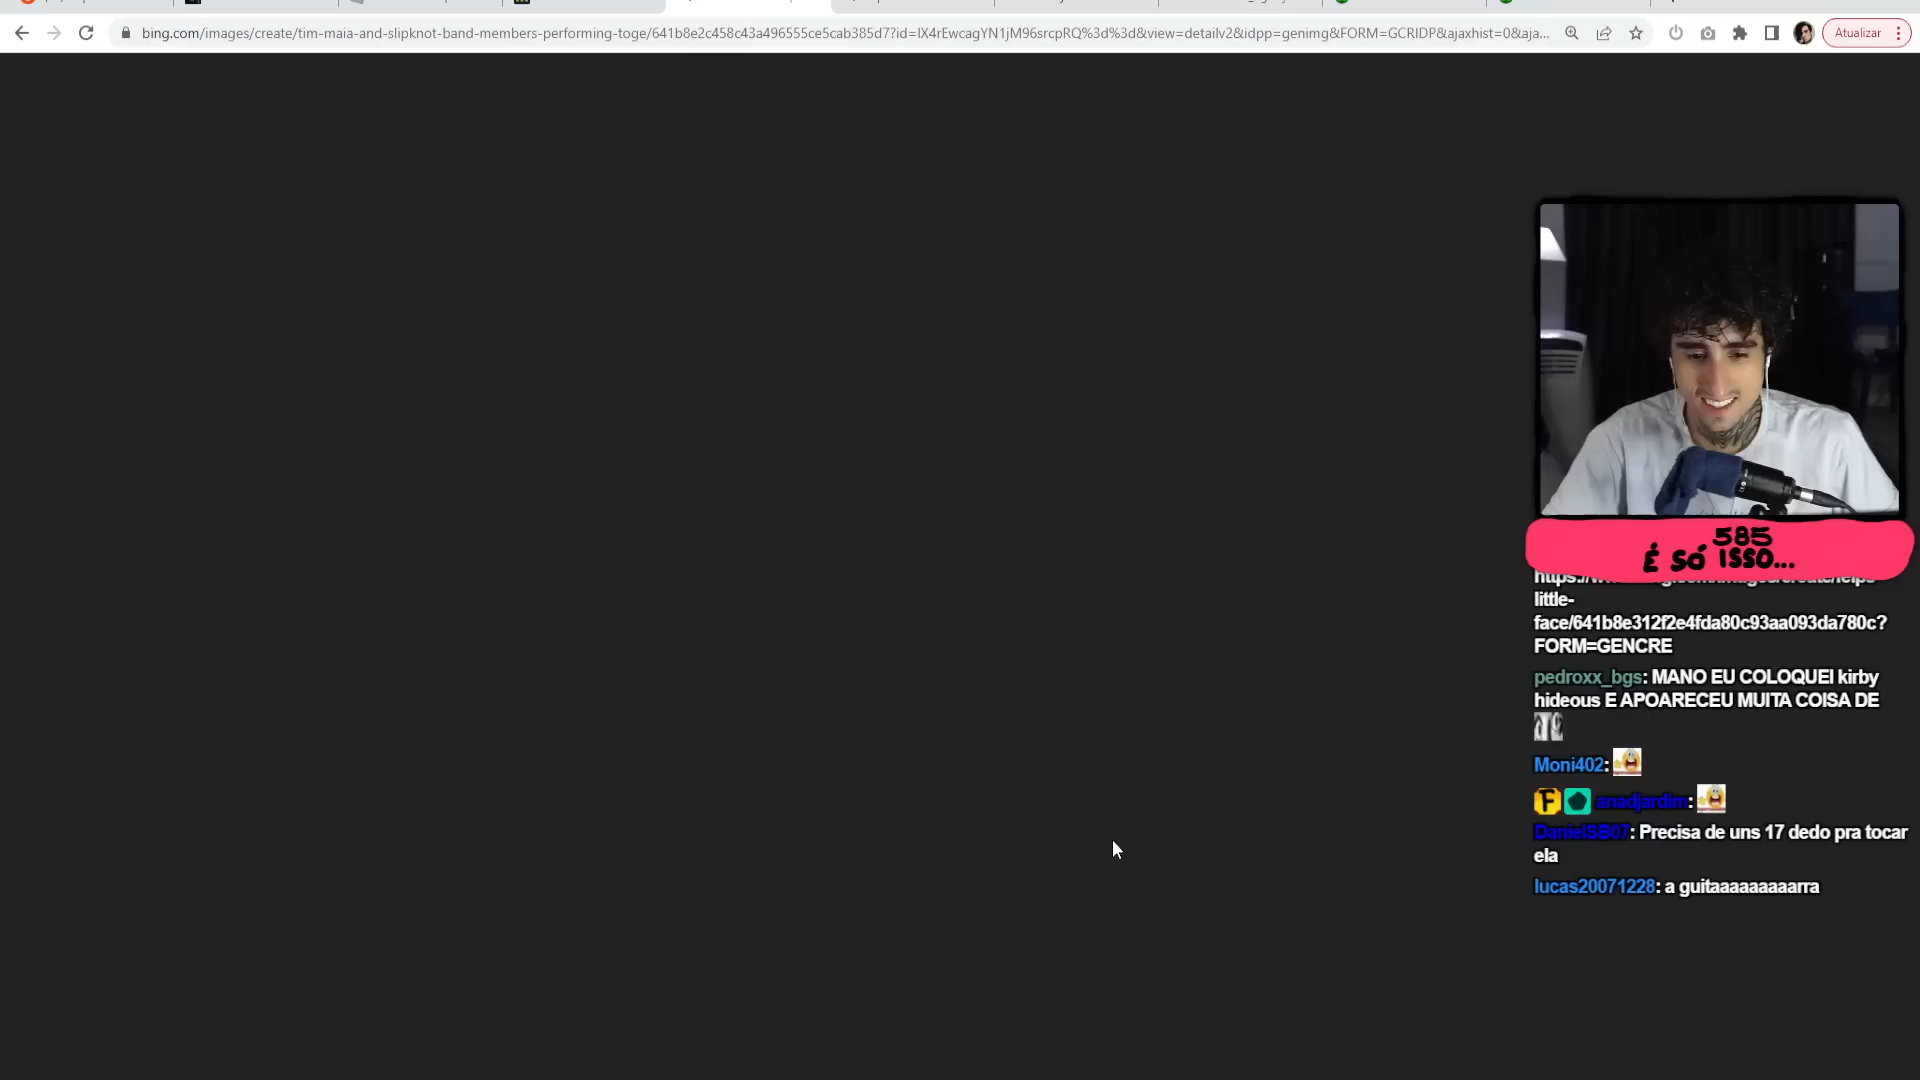 bing.com/images/create/tim-maia-and-slipknot-band-members-performing-toge/641b8e2c458c43a496555ce5cab385d7?id=IX4rEwcagYN1jM96srcpRQ%3d%3d&view=detailv2&idpp=genimg&FORM=GCRIDP&ajaxhist=0&aja...
Atualizar
585
É SÓ ISSO...
little-
face/641b8e312f2e4fda80c93aa093da780c?
FORM=GENCRE
pedroxx_bgs: MANO EU COLOQUEI kirby
hideous E APOARECEU MUITA COISA DE
Moni402:
F anadjardim:
DanielSB07: Precisa de uns 17 dedo pra tocar
ela
lucas20071228: a guitaaaaaaaaarra